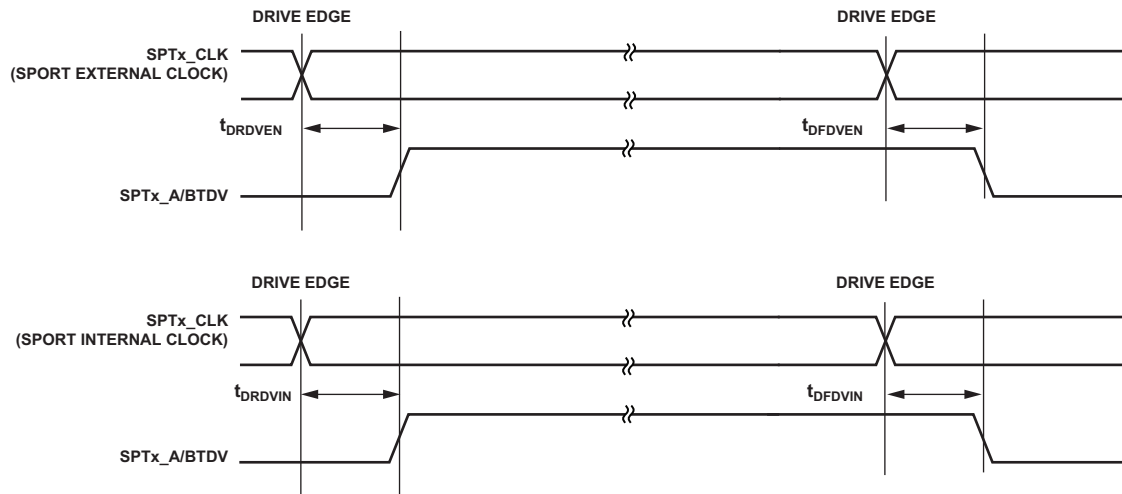 DRIVE EDGE DRIVE EDGE
SPTx_CLK
(SPORT EXTERNAL CLOCK)
tDRDVEN tDFDVEN
SPTx_A/BTDV
DRIVE EDGE DRIVE EDGE
SPTx_CLK
(SPORT INTERNAL CLOCK)
tDRDVIN tDFDVIN
SPTx_A/BTDV